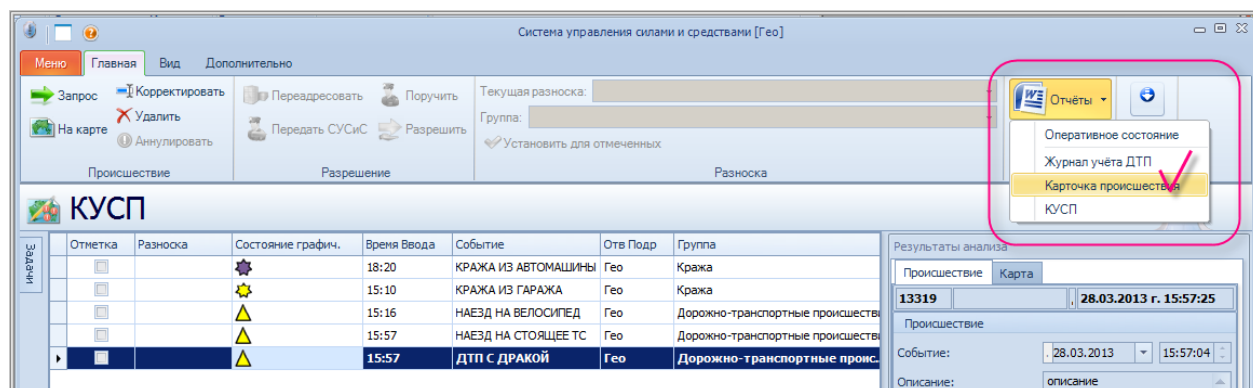 Система управления силами и средствами [Гео]
Меню Главная Вид Дополнительно
Запрос Корректировать Переадресовать Поручить Текущая разноска: Отчёты
Удалить Группа:
На карте Передать СУСиС Разрешить
Аннулировать Установить для отмеченных
Происшествие Разрешение Разноска
Оперативное состояние
Журнал учёта ДТП
Карточка происшествия
КУСП
КУСП
Задачи
Отметка Разноска Состояние графич. Время Ввода Событие Отв Подр Группа
18:20 КРАЖА ИЗ АВТОМАШИНЫ Гео Кража
15:10 КРАЖА ИЗ ГАРАЖА Гео Кража
15:16 НАЕЗД НА ВЕЛОСИПЕД Гео Дорожно-транспортные происшестви
15:57 НАЕЗД НА СТОЯЩЕЕ ТС Гео Дорожно-транспортные происшестви
15:57 ДТП С ДРАКОЙ Гео Дорожно-транспортные проис...
Результаты анализа
Происшествие Карта
13319 , 28.03.2013 г. 15:57:25
Происшествие
Событие: . 28.03.2013 15:57:04
Описание: описание